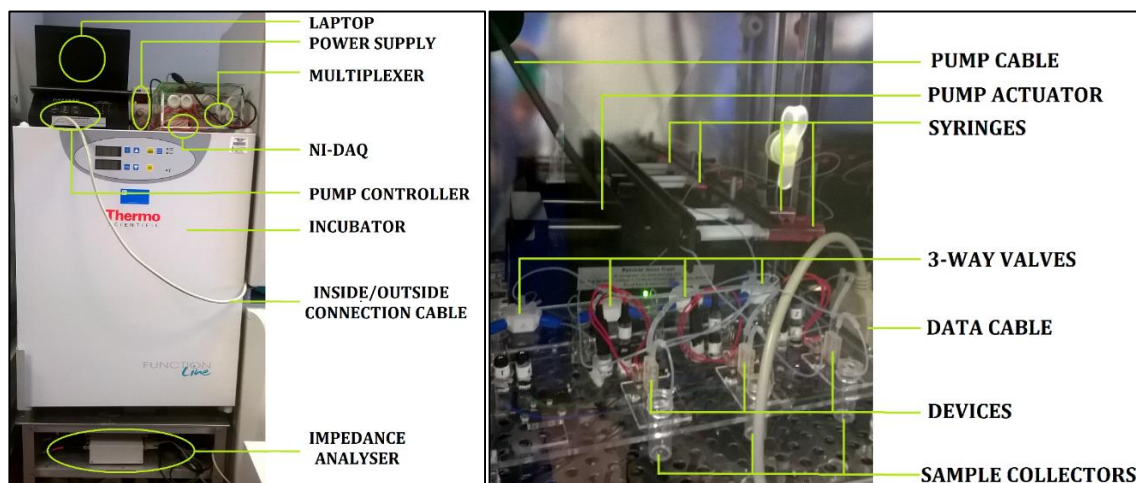 LAPTOP
POWER SUPPLY
MULTIPLEXER
NI-DAQ
PUMP CONTROLLER
INCUBATOR
Thermo
SCIENTIFIC
INSIDE/OUTSIDE
CONNECTION CABLE
FUNCTION
Line
IMPEDANCE
ANALYSER
PUMP CABLE
PUMP ACTUATOR
SYRINGES
3-WAY VALVES
DATA CABLE
DEVICES
SAMPLE COLLECTORS